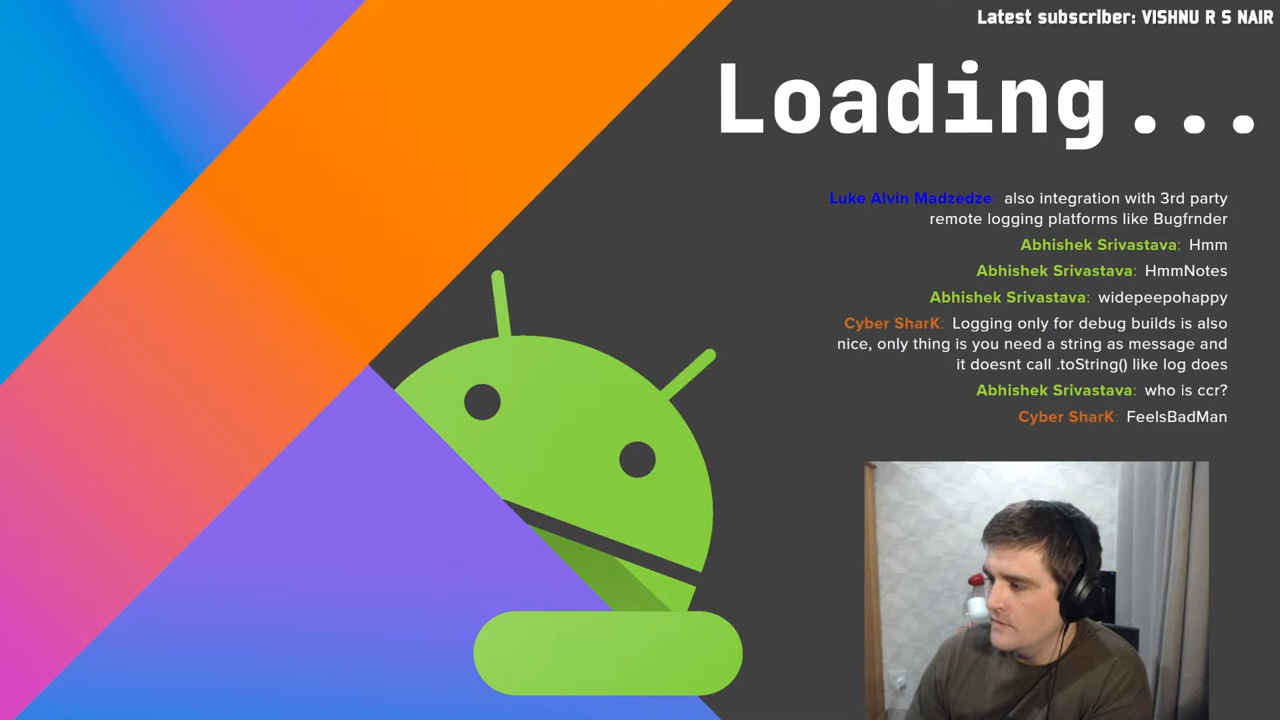 Latest subscriber: VISHNU R S NAIR
Loading...
Luke Alvin Madzedze: also integration with 3rd party
remote logging platforms like Bugfrnder
Abhishek Srivastava: Hmm
Abhishek Srivastava: HmmNotes
Abhishek Srivastava: widepeepohappy
Cyber SharK: Logging only for debug builds is also
nice, only thing is you need a string as message and
it doesnt call .toString() like log does
Abhishek Srivastava: who is ccr?
Cyber SharK: FeelsBadMan